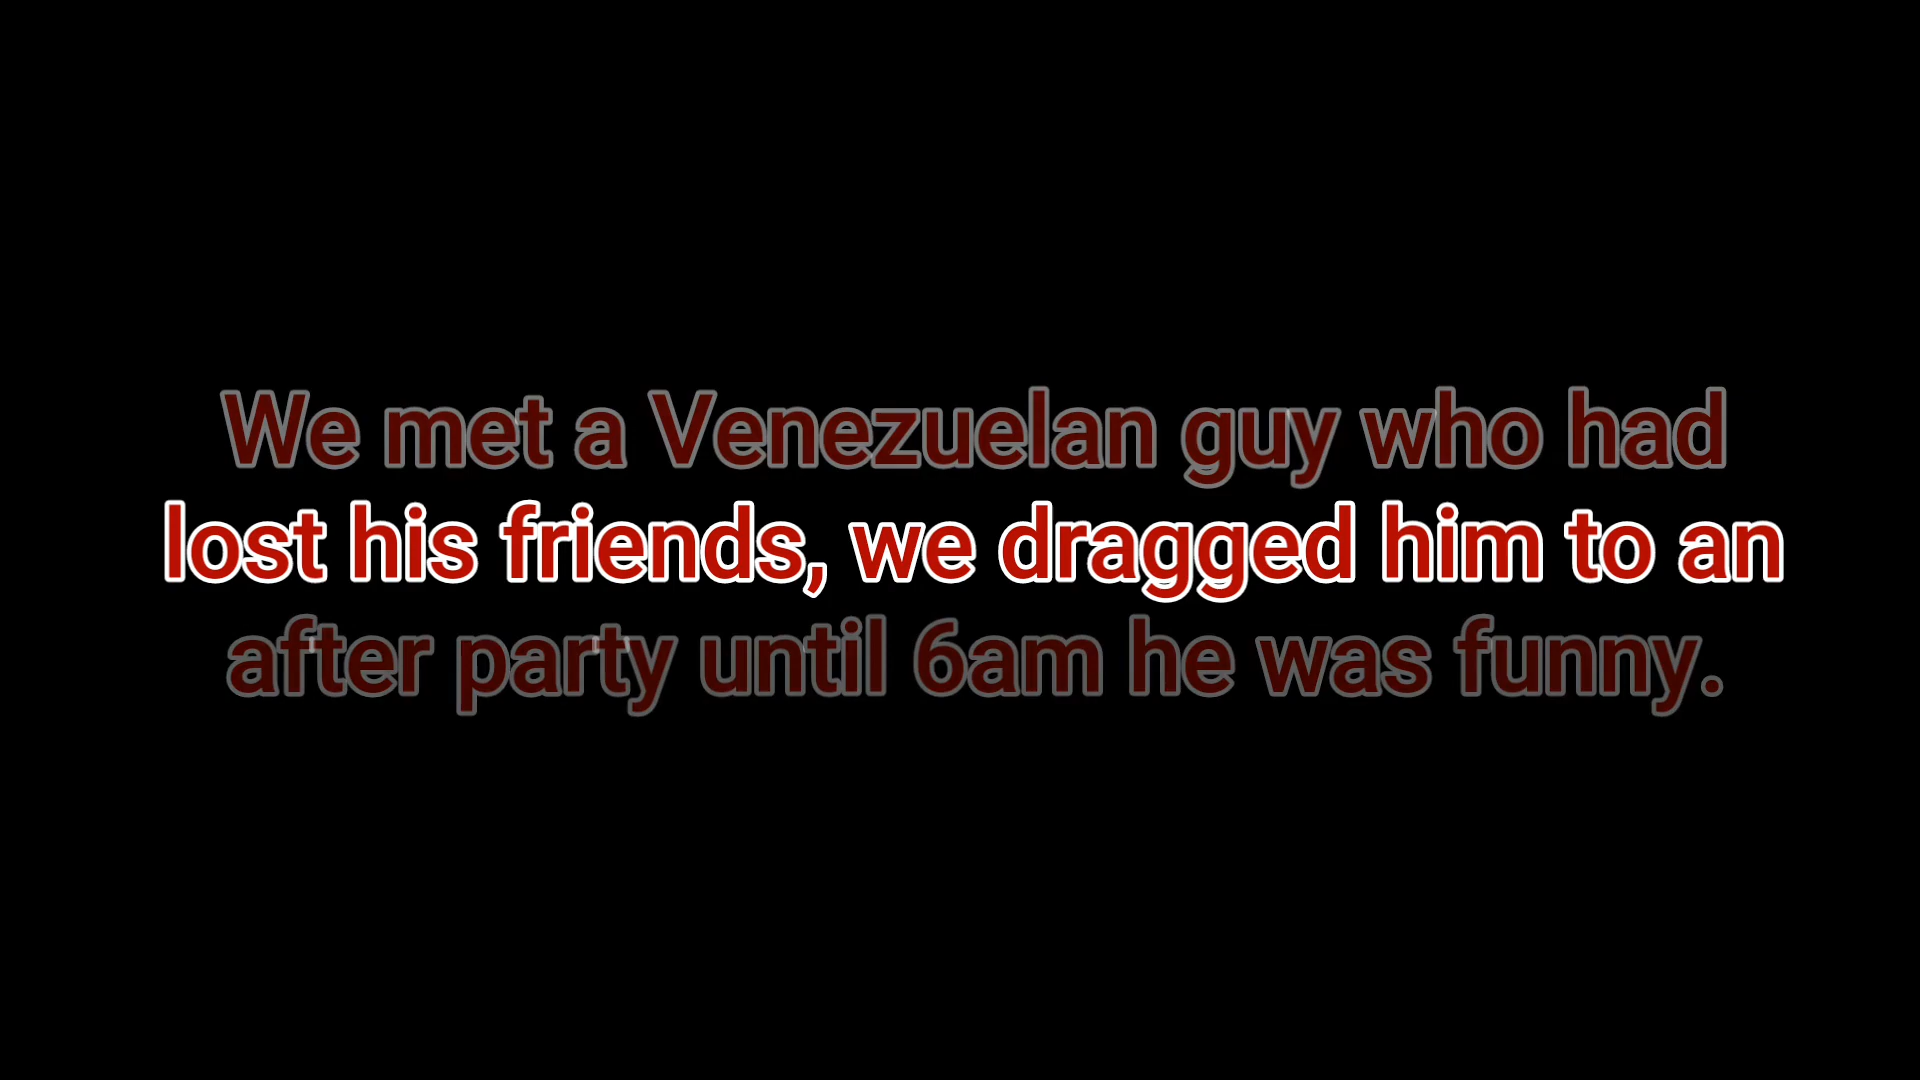 We met a Venezuelan guy who had
lost his friends, we dragged him to an
after party until 6am he was funny.